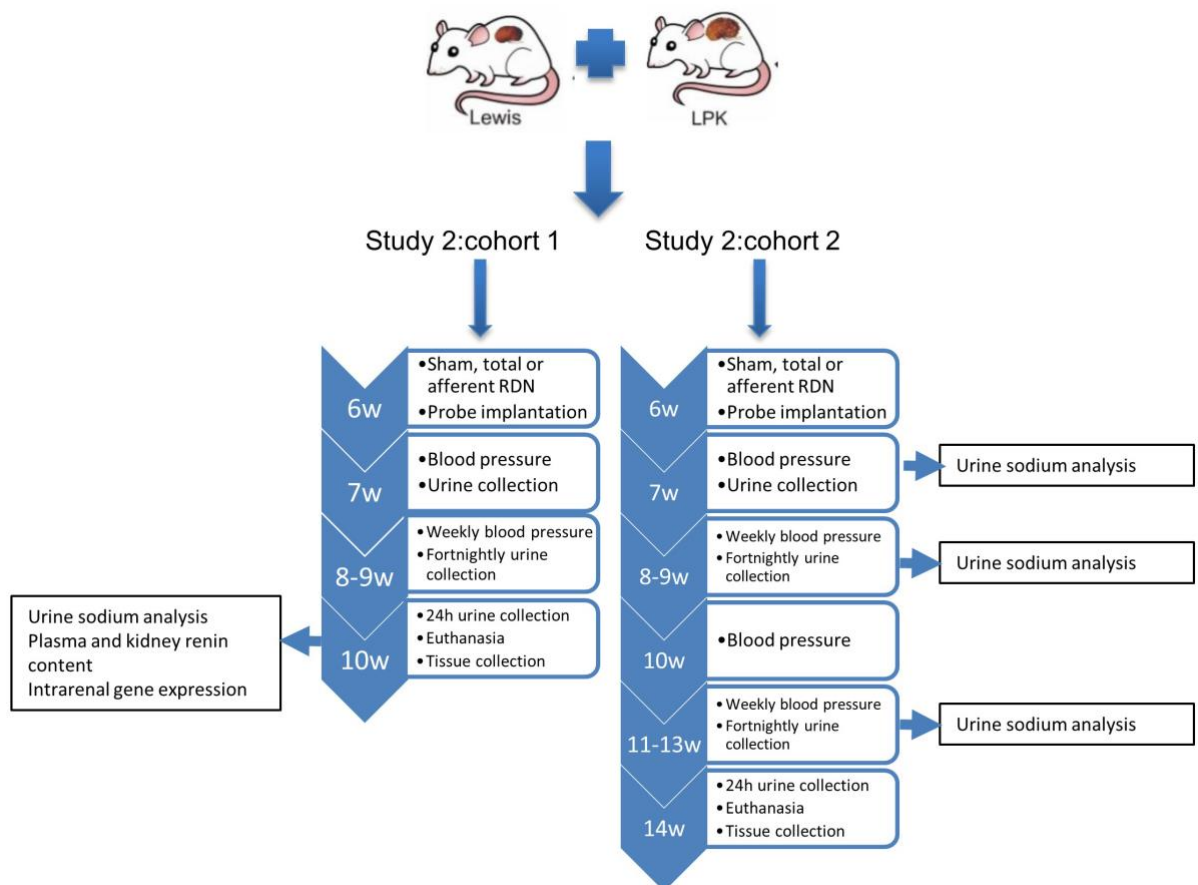 Lewis
LPK
Study 2:cohort 1
Study 2:cohort 2
6w
•Sham, total or
afferent RDN
•Probe implantation
7w
•Blood pressure
•Urine collection
8-9w
•Weekly blood pressure
•Fortnightly urine
collection
10w
•24h urine collection
•Euthanasia
•Tissue collection
Urine sodium analysis
Plasma and kidney renin
content
Intrarenal gene expression
6w
•Sham, total or
afferent RDN
•Probe implantation
7w
•Blood pressure
•Urine collection
Urine sodium analysis
8-9w
•Weekly blood pressure
•Fortnightly urine
collection
Urine sodium analysis
10w
•Blood pressure
11-13w
•Weekly blood pressure
•Fortnightly urine
collection
Urine sodium analysis
14w
•24h urine collection
•Euthanasia
•Tissue collection